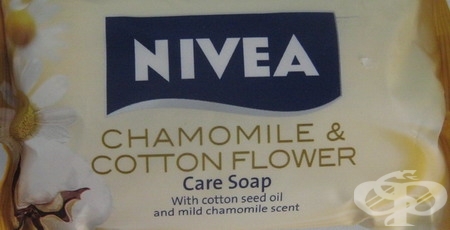 NIVEA
CHAMOMILE &
COTTON FLOWER
Care Soap
With cotton seed oil
and mild chamomile scent